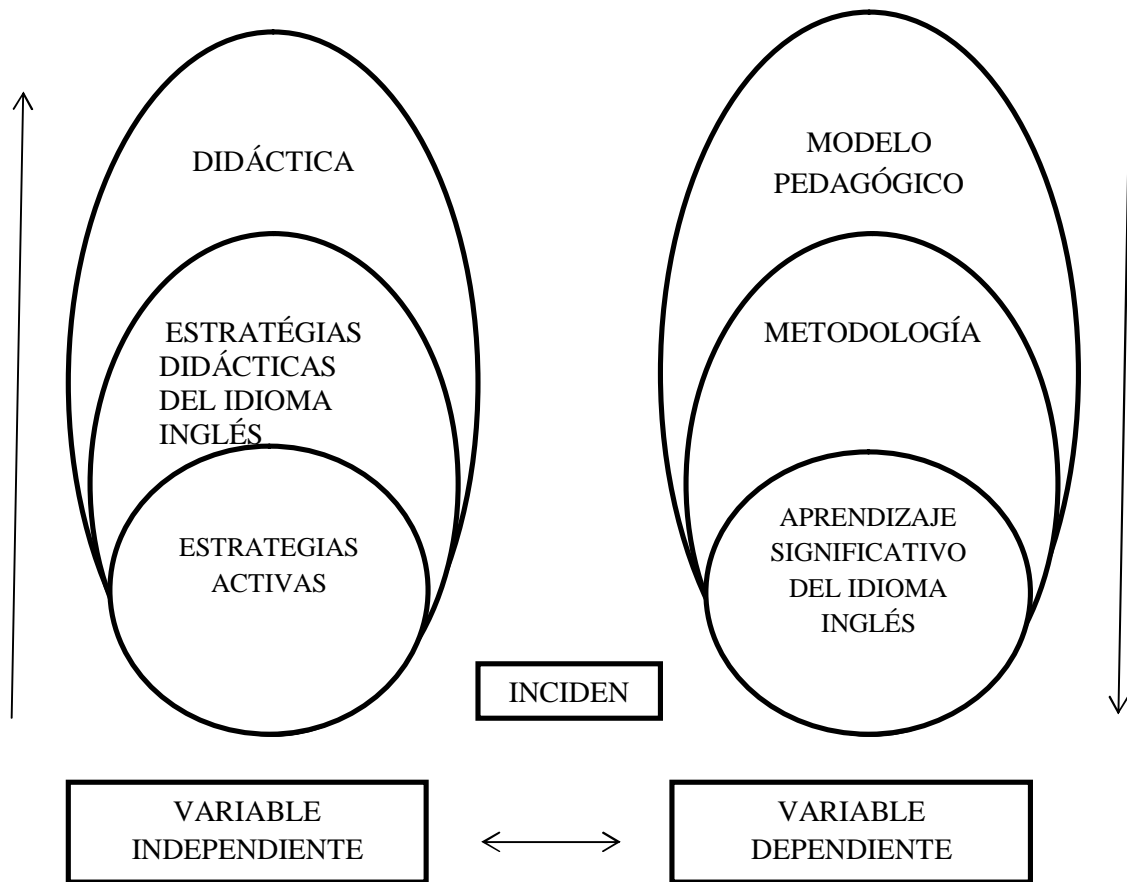 DIDÁCTICA
ESTRATÉGIAS
DIDÁCTICAS
DEL IDIOMA
INGLÉS
ESTRATEGIAS
ACTIVAS
MODELO
PEDAGÓGICO
METODOLOGÍA
APRENDIZAJE
SIGNIFICATIVO
DEL IDIOMA
INGLÉS
INCIDEN
VARIABLE
INDEPENDIENTE
VARIABLE
DEPENDIENTE